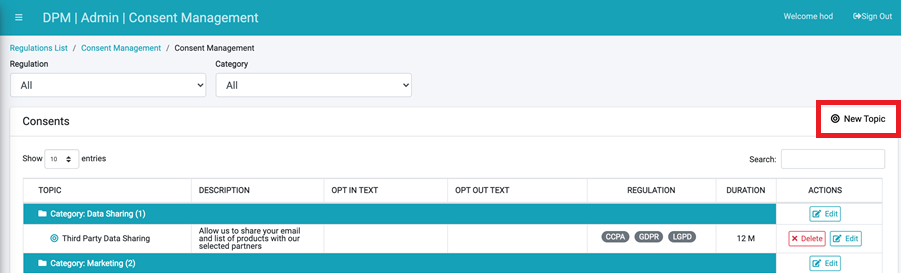 DPM | Admin | Consent Management
Welcome hod
Sign Out
Regulations List / Consent Management / Consent Management
Regulation
Category
All
All
Consents
New Topic
Show 10 entries
Search:
TOPIC DESCRIPTION OPT IN TEXT OPT OUT TEXT REGULATION DURATION ACTIONS
Category: Data Sharing (1)
Edit
Third Party Data Sharing
Allow us to share your email
and list of products with our
selected partners
CCPA GDPR LGPD
12 M
Delete Edit
Category: Marketing (2)
Edit